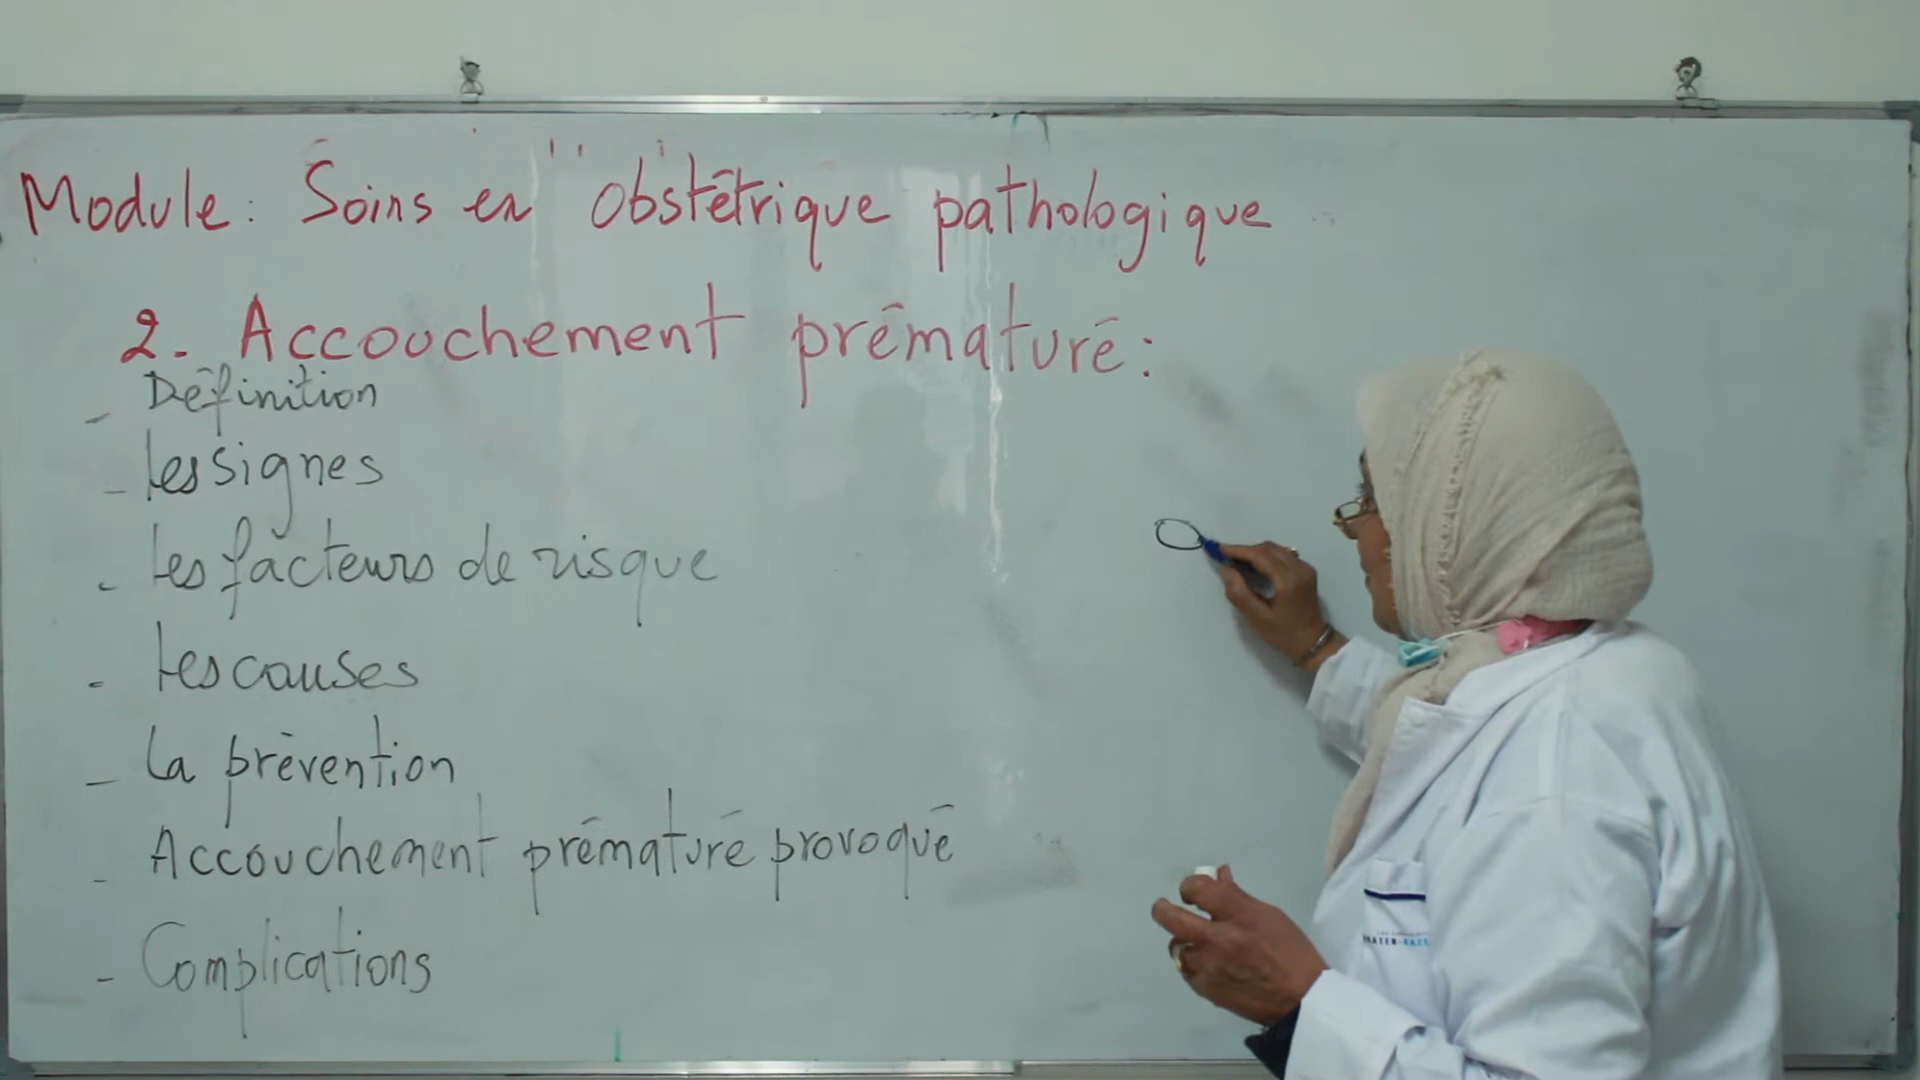 Module: Soins en obstétrique pathologique
2. Accouchement prématuré:
- Définition
- les signes
- les facteurs de risque
- les causes
- la prévention
- Accouchement prématuré provoqué
- Complications